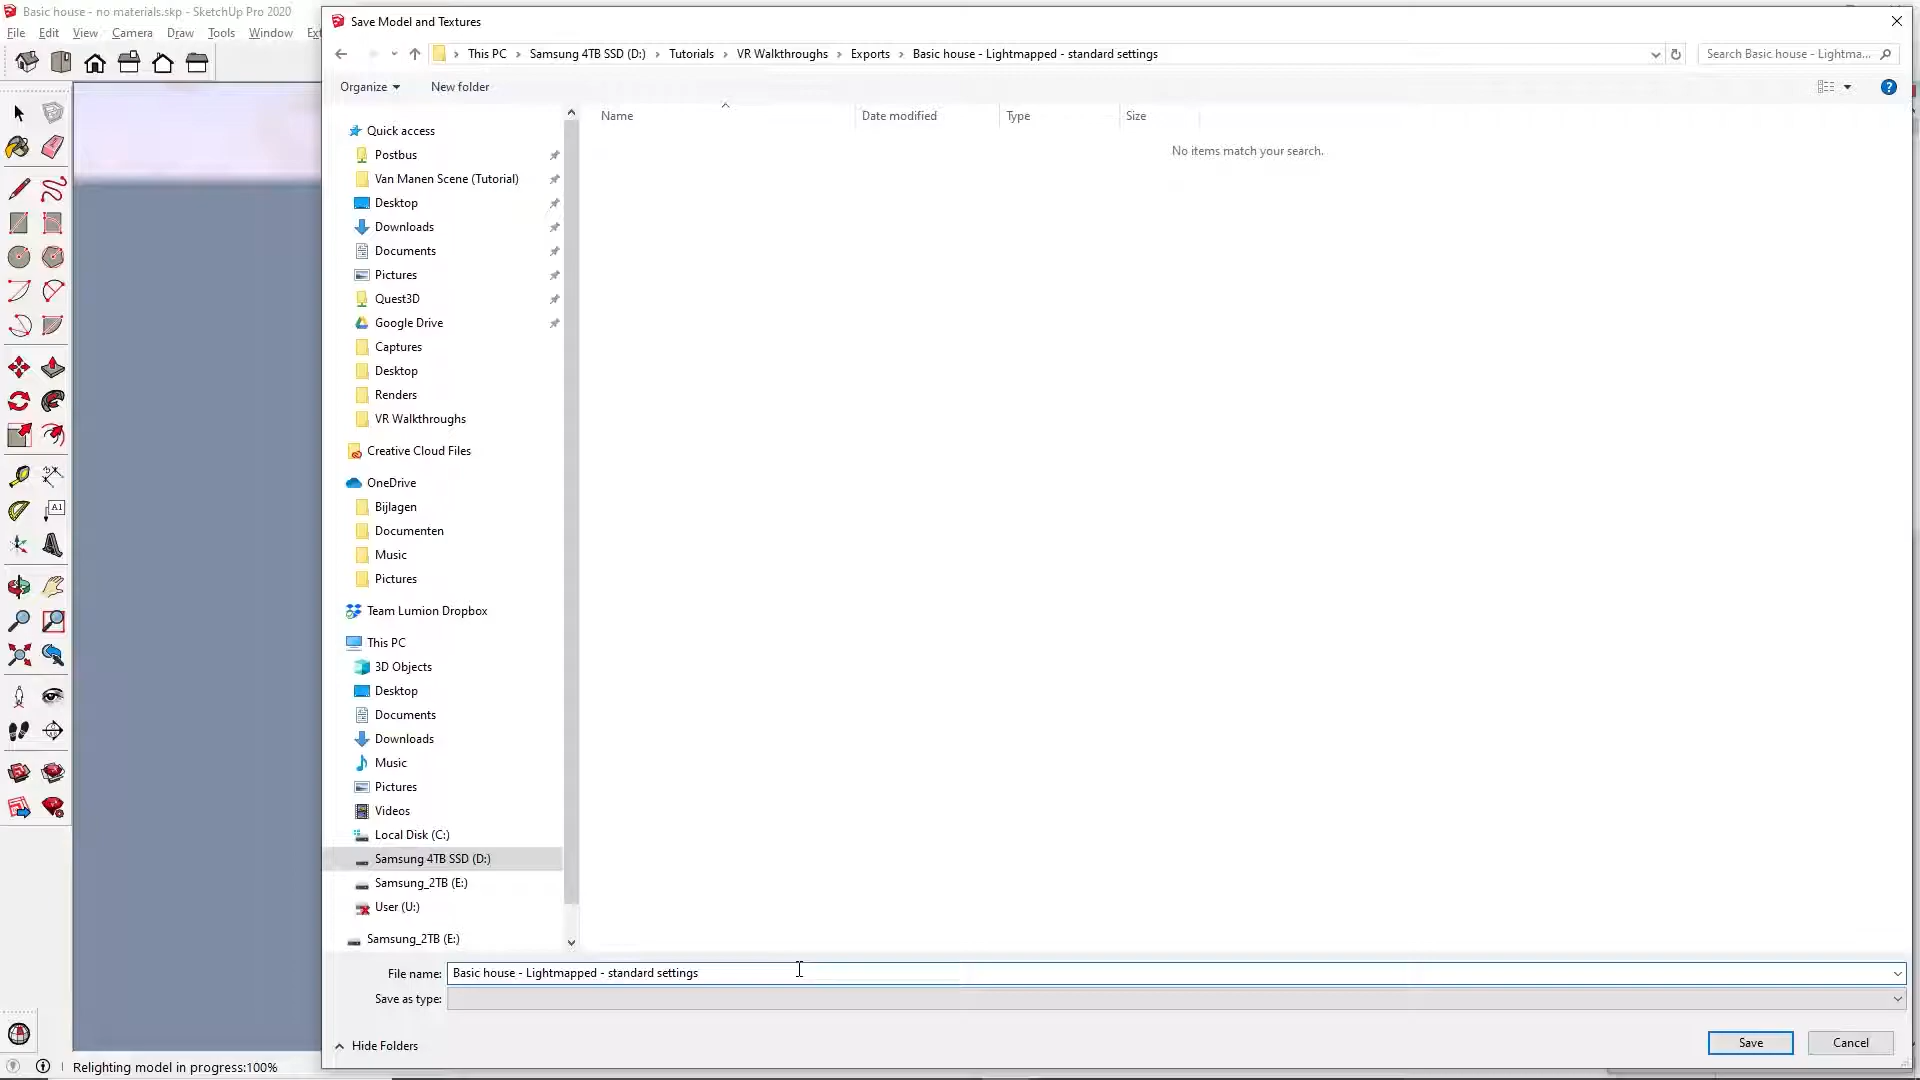 Basic house - no materials.skp - SketchUp Pro 2020
File Edit View Camera Draw Tools Window
Save Model and Textures
This PC > Samsung 4TB SSD (D:) > Tutorials > VR Walkthroughs > Exports > Basic house - Lightmapped - standard settings
Search Basic house - Lightma...
Organize
New folder
Name
Date modified
Type
Size
No items match your search.
Quick access
Postbus
Van Manen Scene (Tutorial)
Desktop
Downloads
Documents
Pictures
Quest3D
Google Drive
Captures
Desktop
Renders
VR Walkthroughs
Creative Cloud Files
OneDrive
Bijlagen
Documenten
Music
Pictures
Team Lumion Dropbox
This PC
3D Objects
Desktop
Documents
Downloads
Music
Pictures
Videos
Local Disk (C:)
Samsung 4TB SSD (D:)
Samsung_2TB (E:)
User (U:)
Samsung_2TB (E:)
File name: Basic house - Lightmapped - standard settings
Save as type:
Hide Folders
Save
Cancel
Relighting model in progress:100%